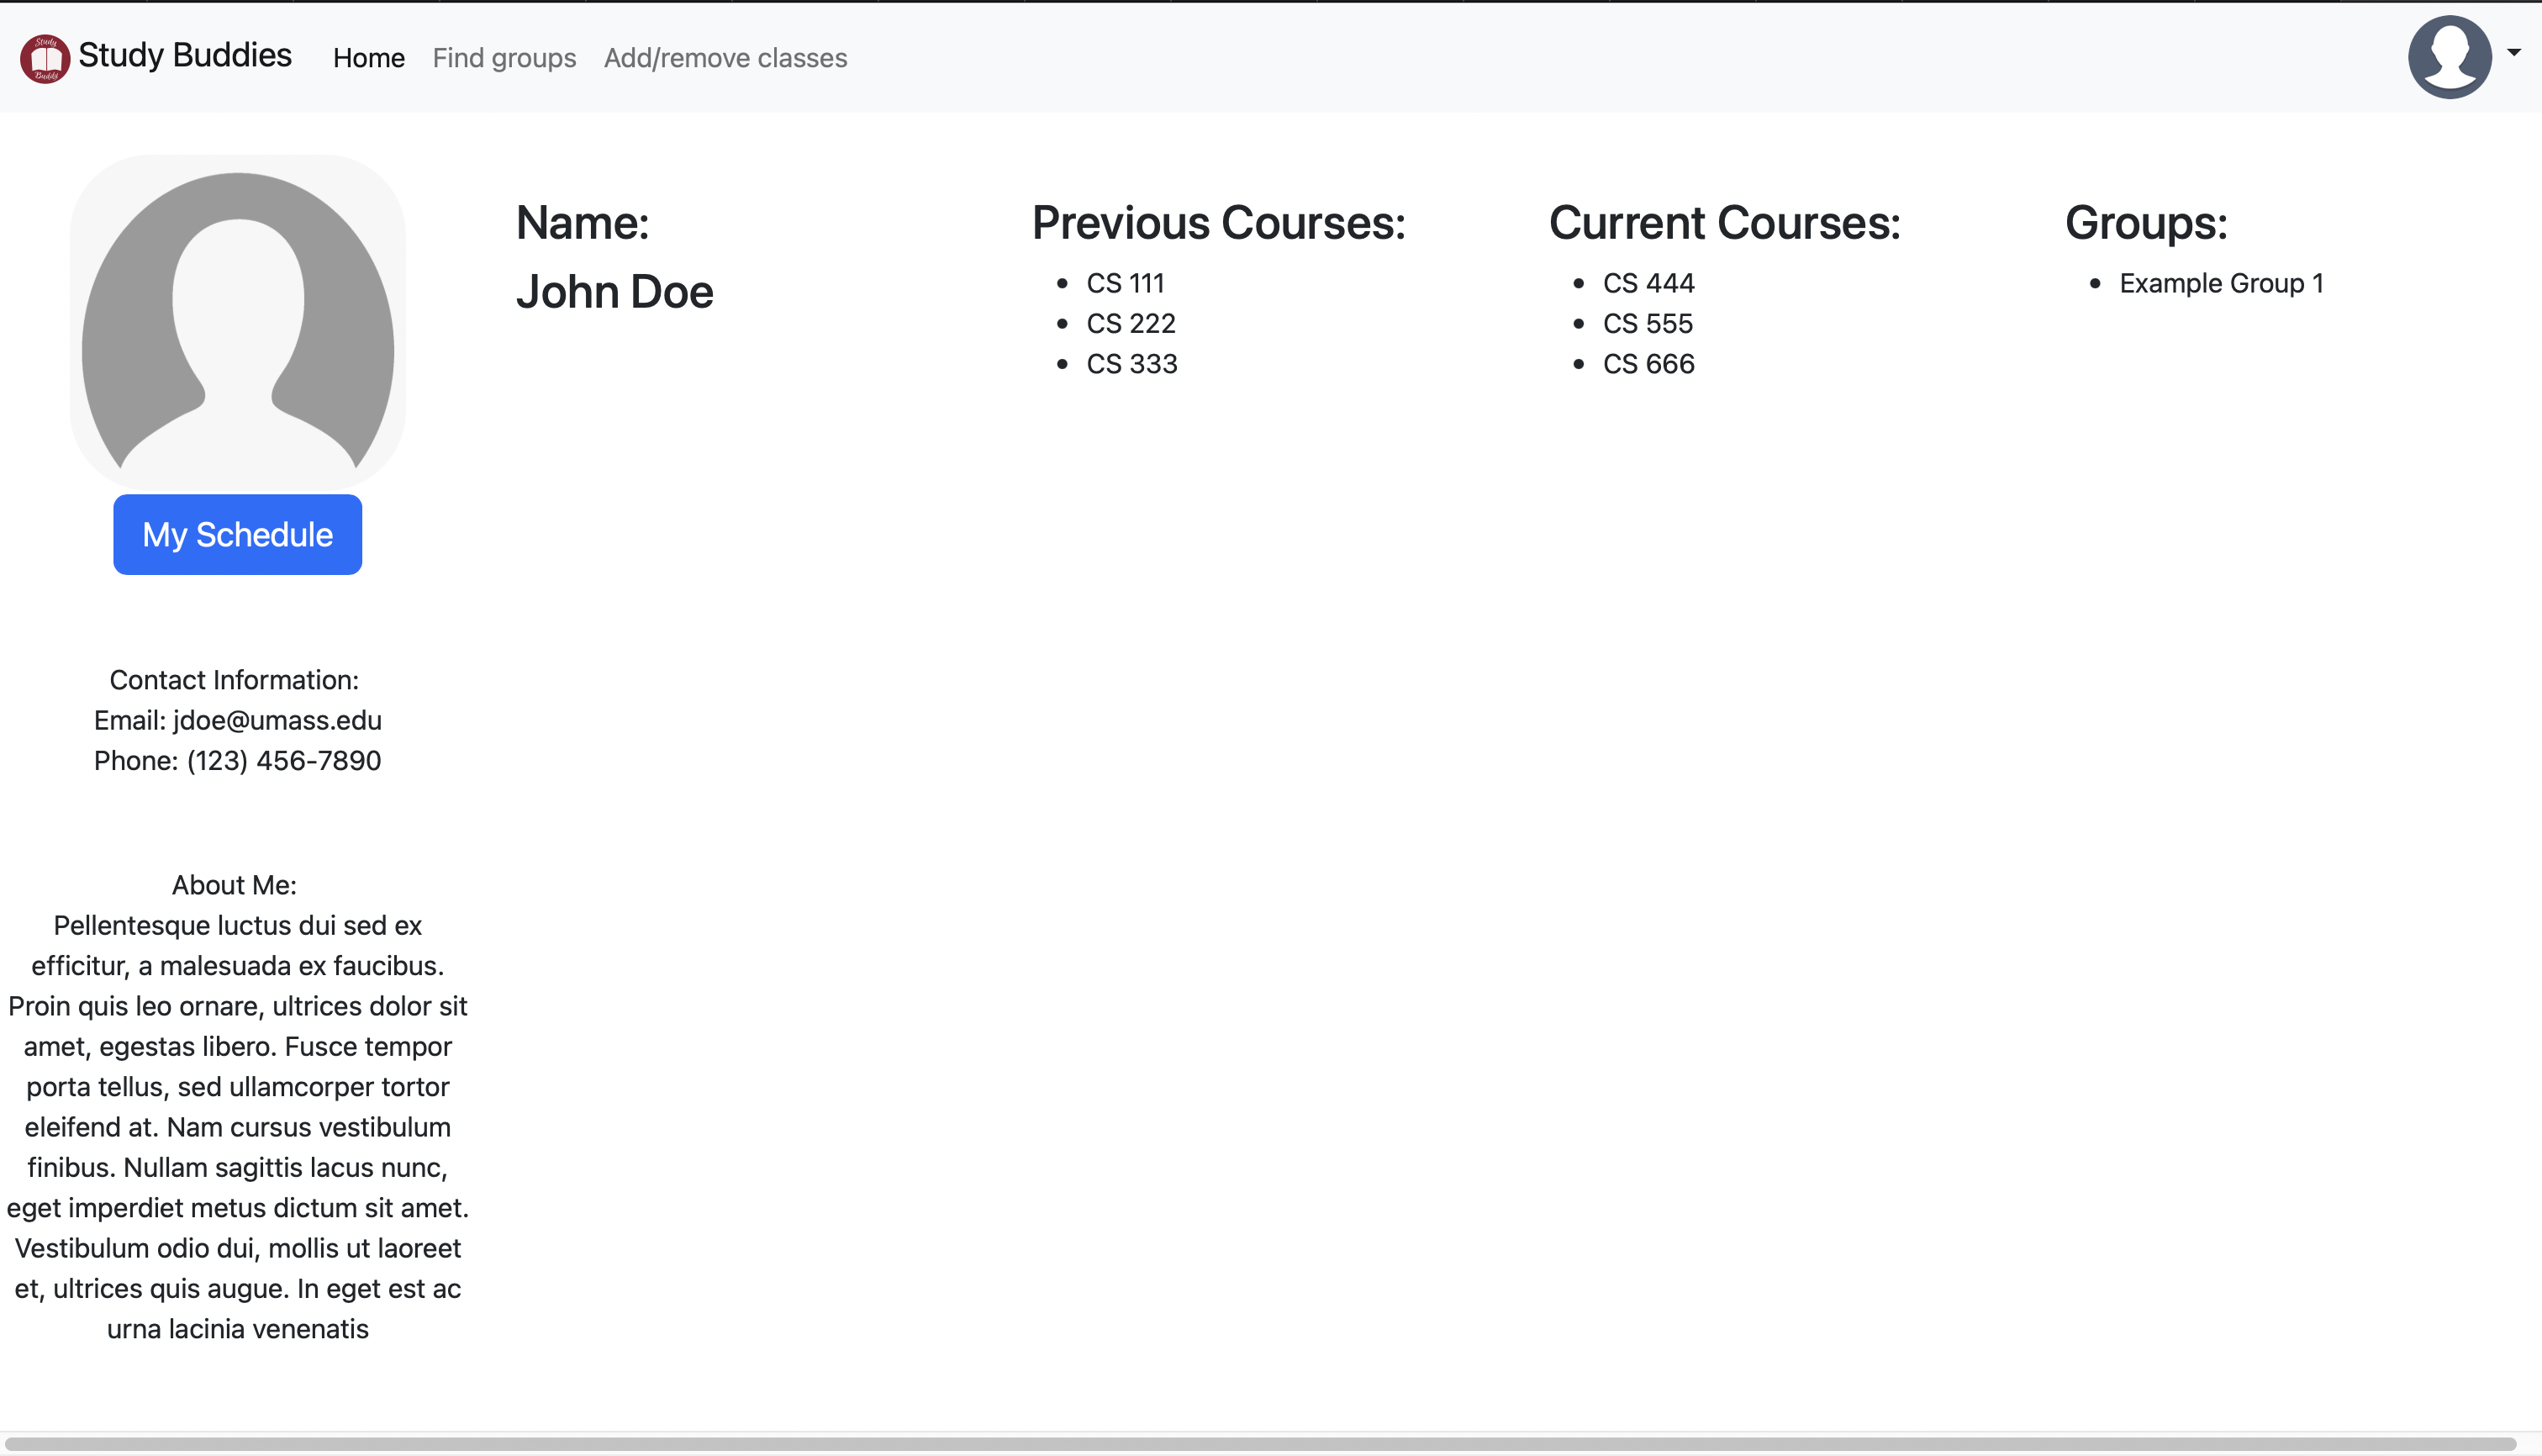 Study
Buddies
Study Buddies
Home
Find groups
Add/remove classes
Name:
John Doe
Previous Courses:
• CS 111
• CS 222
• CS 333
Current Courses:
• CS 444
• CS 555
• CS 666
Groups:
• Example Group 1
My Schedule
Contact Information:
Email: jdoe@umass.edu
Phone: (123) 456-7890
About Me:
Pellentesque luctus dui sed ex
efficitur, a malesuada ex faucibus.
Proin quis leo ornare, ultrices dolor sit
amet, egestas libero. Fusce tempor
porta tellus, sed ullamcorper tortor
eleifend at. Nam cursus vestibulum
finibus. Nullam sagittis lacus nunc,
eget imperdiet metus dictum sit amet.
Vestibulum odio dui, mollis ut laoreet
et, ultrices quis augue. In eget est ac
urna lacinia venenatis